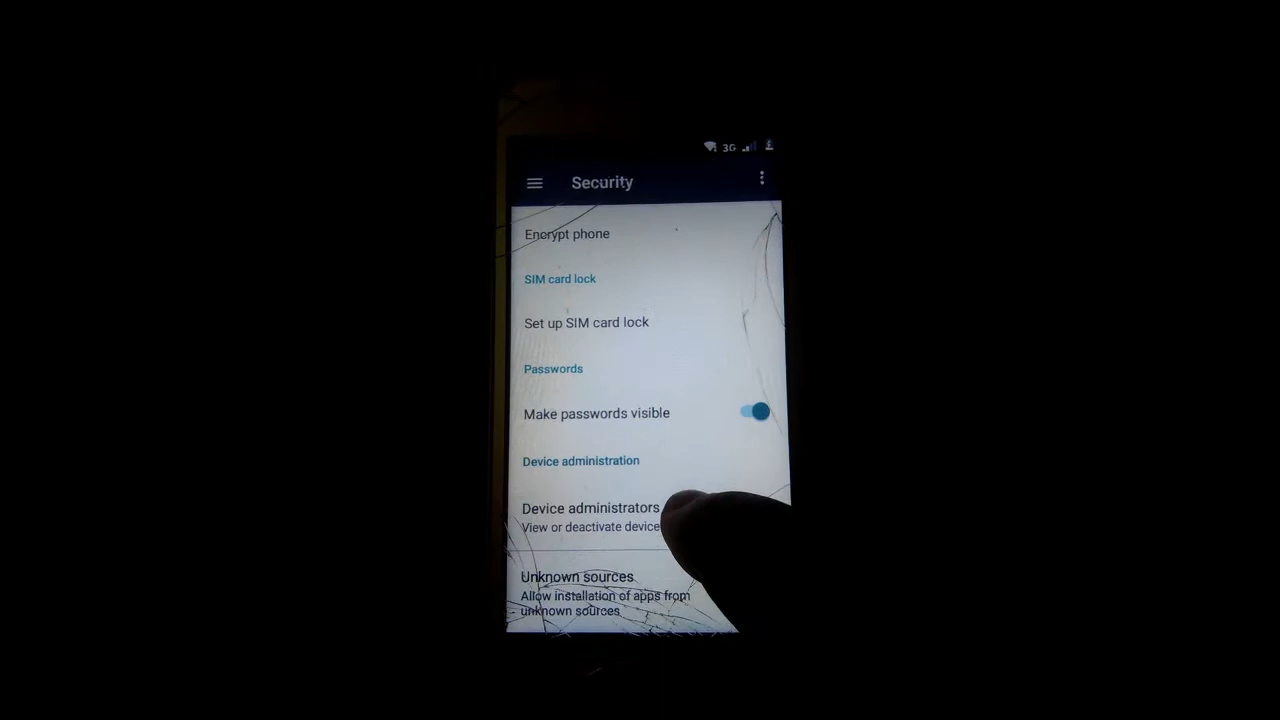 3G
Security
Encrypt phone
SIM card lock
Set up SIM card lock
Passwords
Make passwords visible
Device administration
Device administrators
View or deactivate device
Unknown sources
Allow installation of apps from
unknown sources